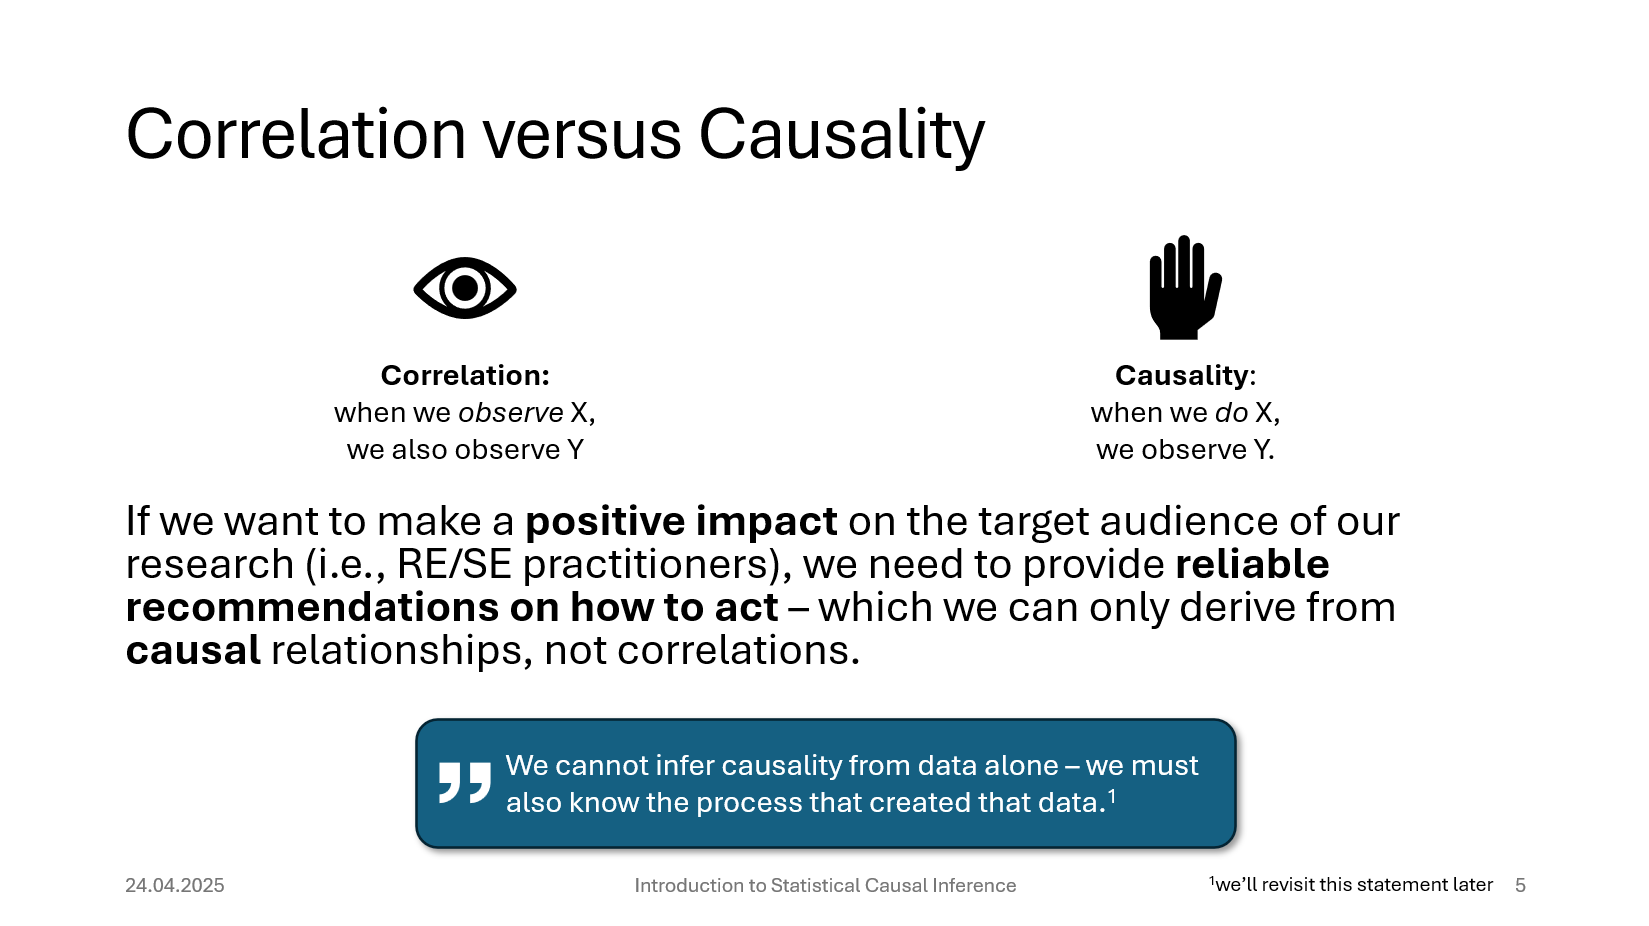 Correlation versus Causality
Correlation:
when we observe X,
we also observe Y
Causality:
when we do X,
we observe Y.
If we want to make a positive impact on the target audience of our
research (i.e., RE/SE practitioners), we need to provide reliable
recommendations on how to act – which we can only derive from
causal relationships, not correlations.
We cannot infer causality from data alone – we must
also know the process that created that data.¹
24.04.2025
Introduction to Statistical Causal Inference
¹we’ll revisit this statement later
5